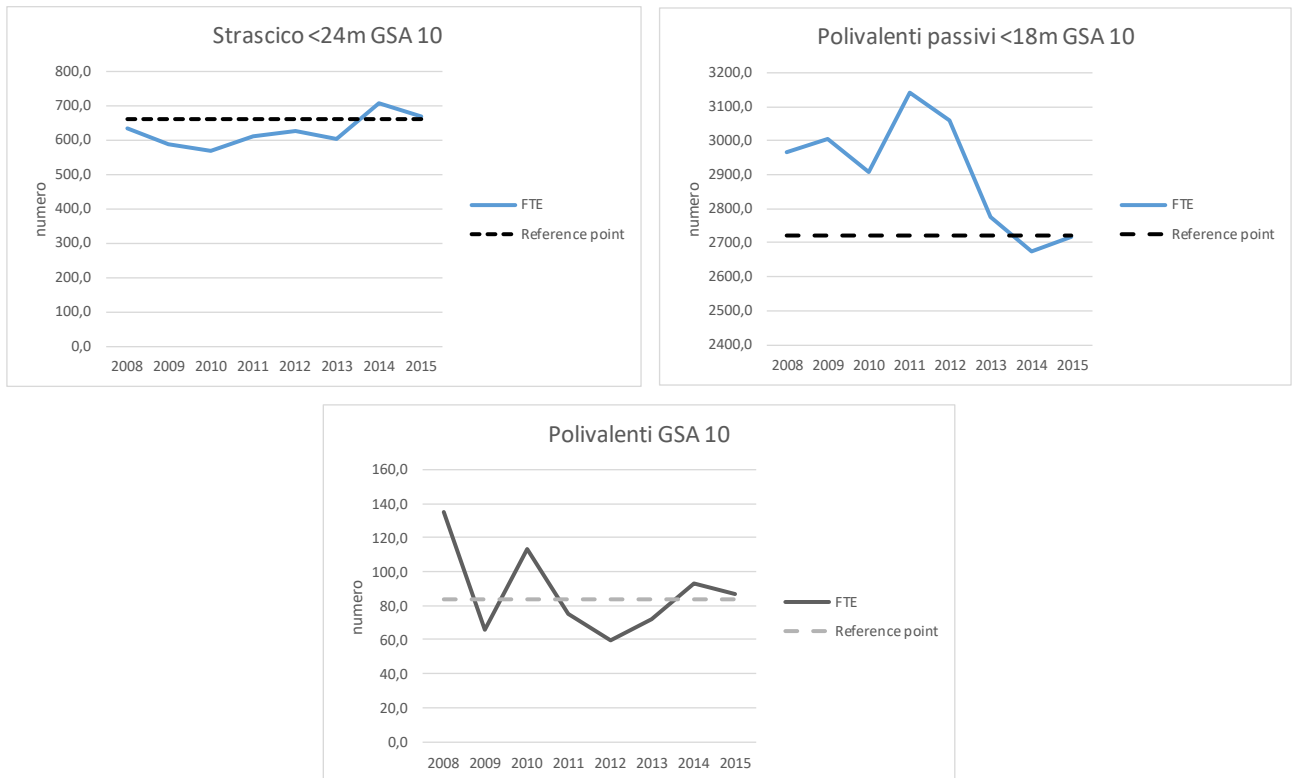 Strascico <24m GSA 10
800,0
700,0
600,0
500,0
400,0
300,0
200,0
100,0
0,0
numero
2008 2009 2010 2011 2012 2013 2014 2015
FTE
Reference point
Polivalenti passivi <18m GSA 10
3200,0
3100,0
3000,0
2900,0
2800,0
2700,0
2600,0
2500,0
2400,0
numero
2008 2009 2010 2011 2012 2013 2014 2015
FTE
Reference point
Polivalenti GSA 10
160,0
140,0
120,0
100,0
80,0
60,0
40,0
20,0
0,0
numero
2008 2009 2010 2011 2012 2013 2014 2015
FTE
Reference point